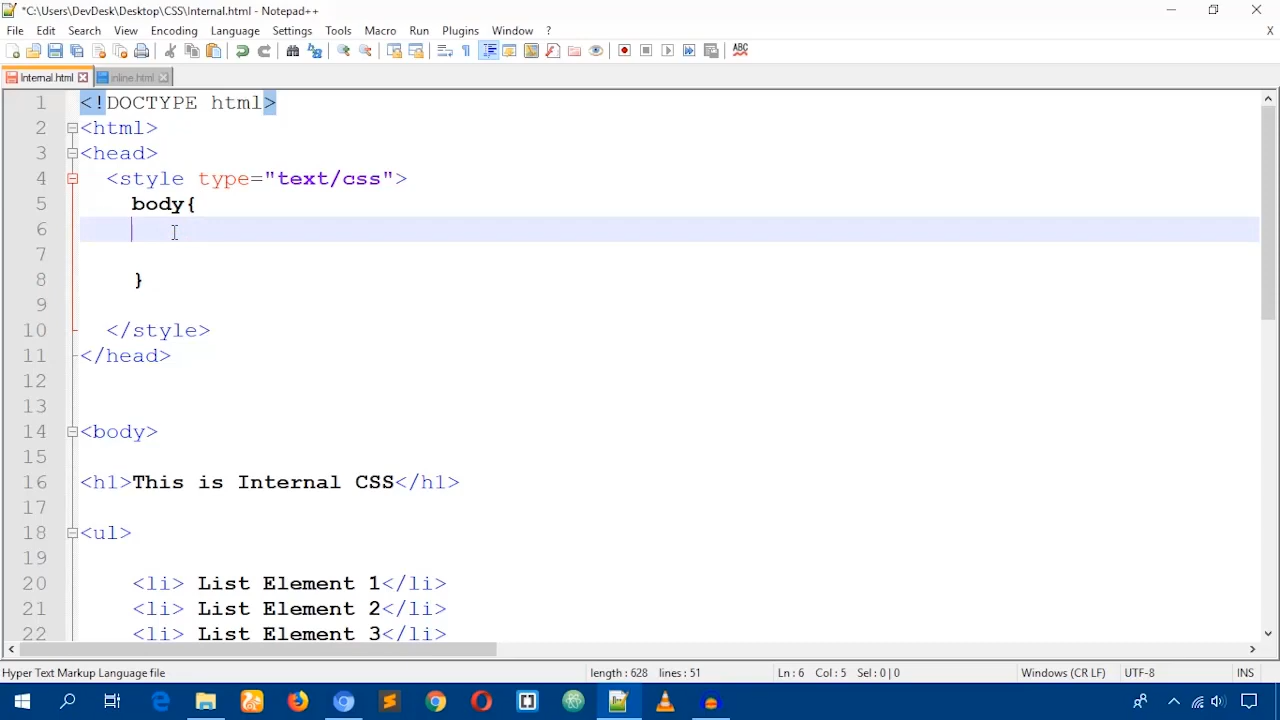 *C:\Users\DevDesk\Desktop\CSS\Internal.html - Notepad++
File Edit Search View Encoding Language Settings Tools Macro Run Plugins Window ? X
ABC
Internal.html inline.html
1 <!DOCTYPE html>
2 <html>
3 <head>
4 <style type="text/css">
5 body{
6
7
8 }
9
10 </style>
11 </head>
12
13
14 <body>
15
16 <h1>This is Internal CSS</h1>
17
18 <ul>
19
20 <li> List Element 1</li>
21 <li> List Element 2</li>
22 <li> List Element 3</li>
Hyper Text Markup Language file length : 628 lines : 51 Ln : 6 Col : 5 Sel : 0 | 0 Windows (CR LF) UTF-8 INS